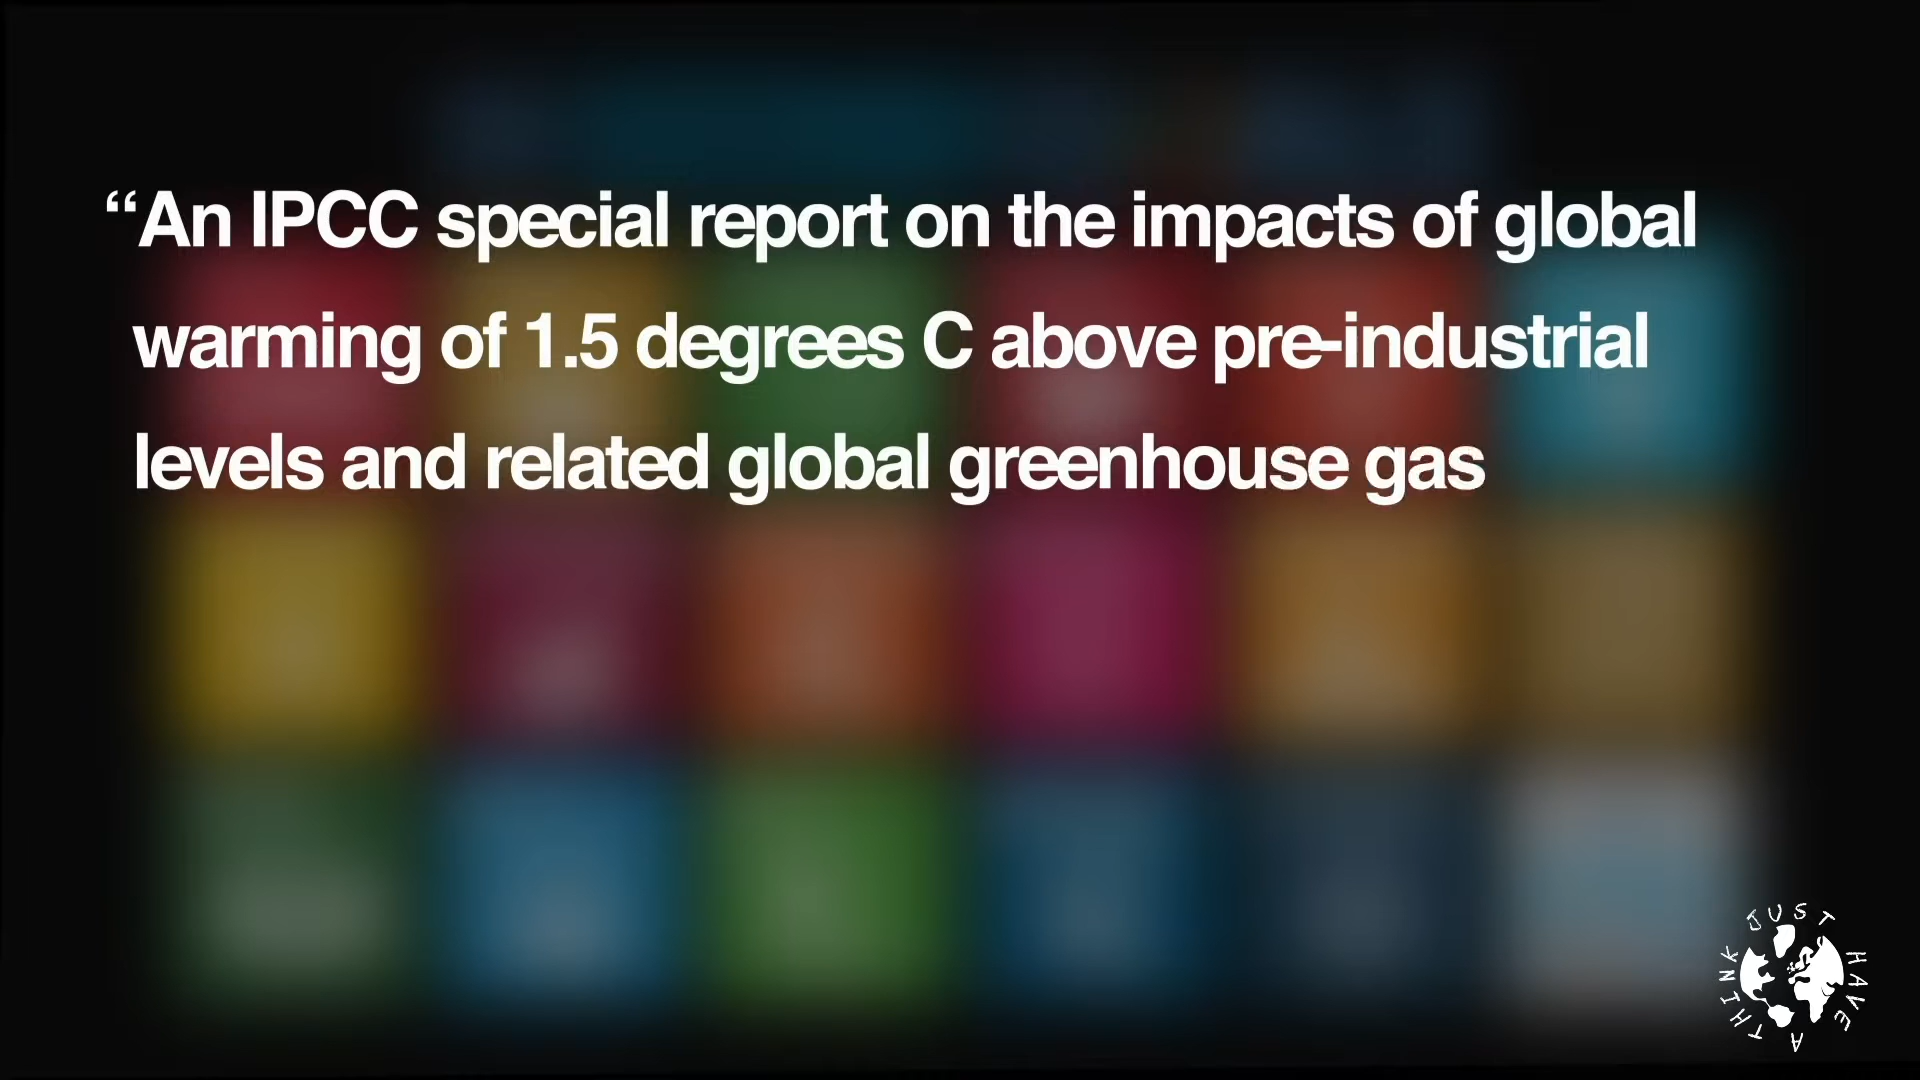 “An IPCC special report on the impacts of global
warming of 1.5 degrees C above pre-industrial
levels and related global greenhouse gas
JUST HAVE A THINK